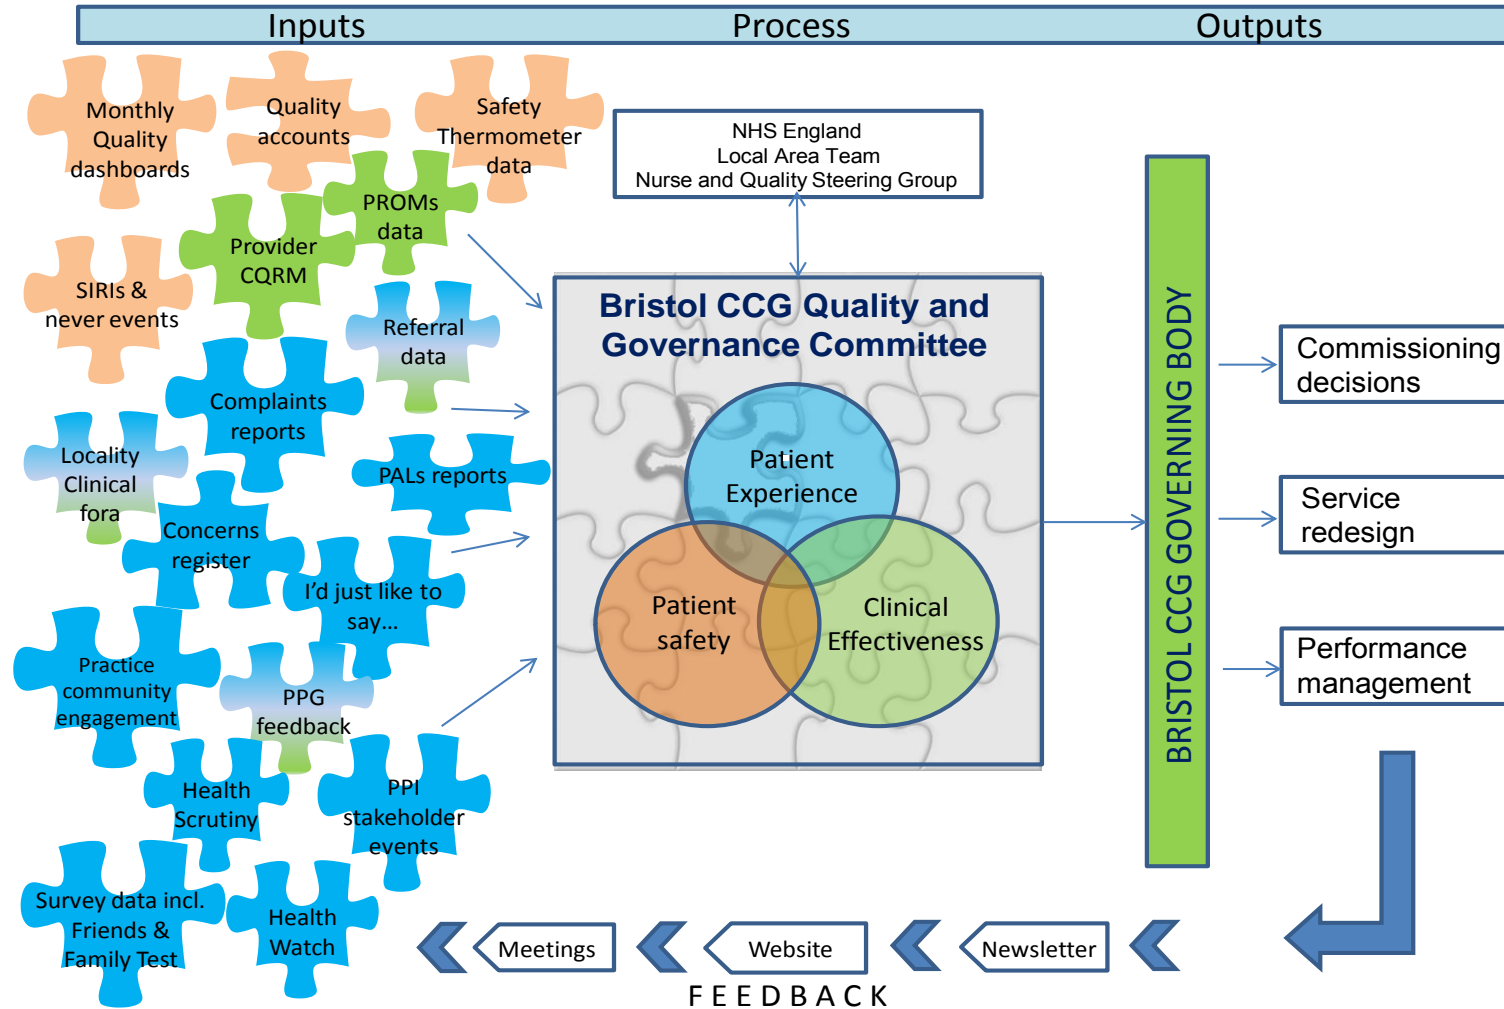 Inputs
Process
Outputs
Monthly
Quality
dashboards
Quality
accounts
Safety
Thermometer
data
PROMs
data
Provider
CQRM
SIRIs &
never events
Referral
data
Complaints
reports
Locality
Clinical
fora
PALs reports
Concerns
register
I'd just like to
say...
Practice
community
engagement
PPG
feedback
Health
Scrutiny
PPI
stakeholder
events
Survey data incl.
Friends &
Family Test
Health
Watch
NHS England
Local Area Team
Nurse and Quality Steering Group
Bristol CCG Quality and
Governance Committee
Patient
Experience
Patient
safety
Clinical
Effectiveness
BRISTOL CCG GOVERNING BODY
Commissioning
decisions
Service
redesign
Performance
management
Meetings
Website
Newsletter
FEEDBACK